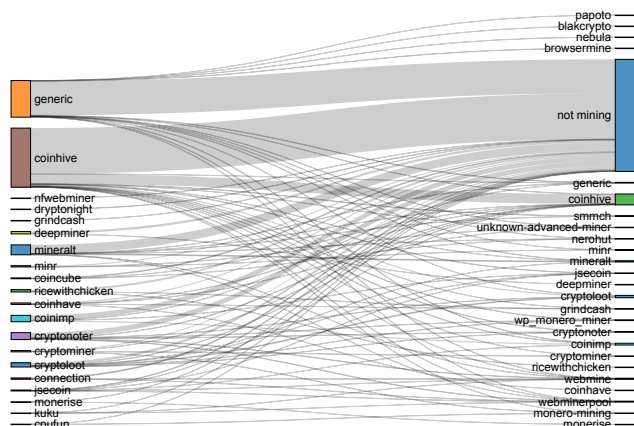 generic
coinhive
nfwebminer
dryptonight
grindcash
deepminer
mineralt
minr
coincube
ricewithchicken
coinhave
coinimp
cryptonoter
cryptominer
cryptoloot
connection
jsecoin
monerise
kuku
cpufun
papoto
blakcrypto
nebula
browsermine
not mining
generic
coinhive
smmch
unknown-advanced-miner
nerohut
minr
mineralt
jsecoin
deepminer
cryptoloot
grindcash
wp_monero_miner
cryptonoter
coinimp
cryptominer
ricewithchicken
webmine
coinhave
webminerpool
monero-mining
monerise